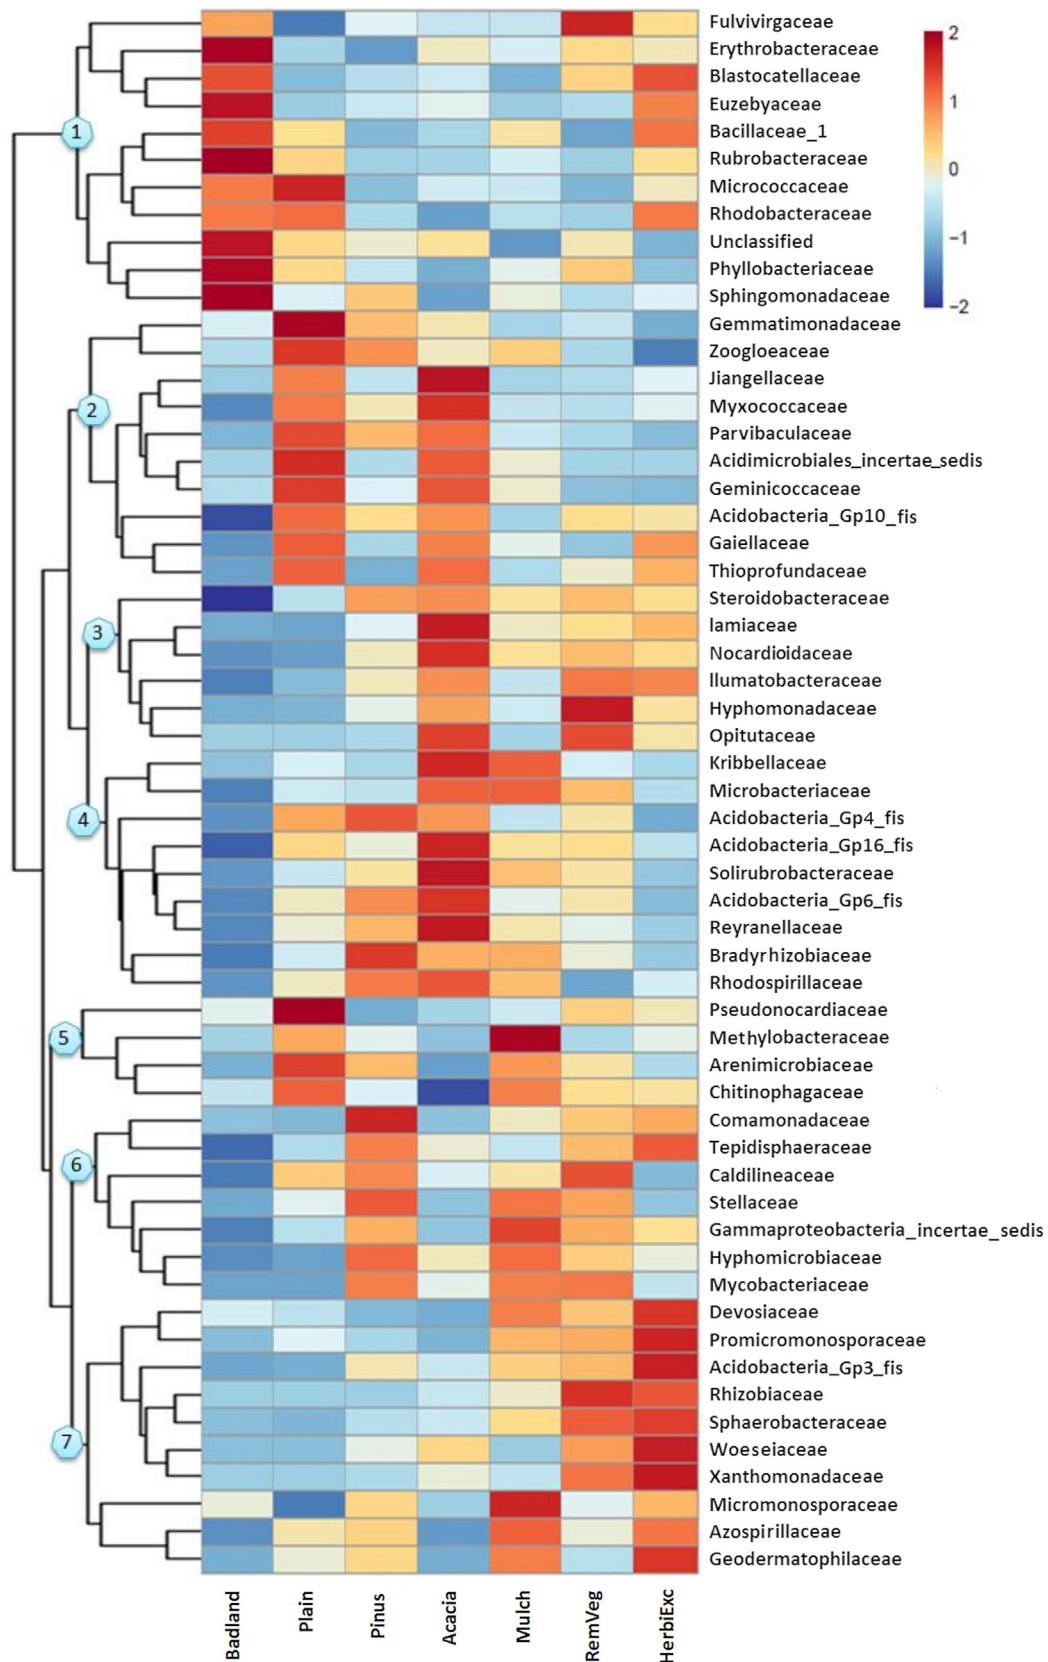 Fulvivirgaceae
Erythrobacteraceae
Blastocatellaceae
Euzebyaceae
Bacillaceae_1
Rubrobacteraceae
Micrococcaceae
Rhodobacteraceae
Unclassified
Phyllobacteriaceae
Sphingomonadaceae
Gemmatimonadaceae
Zoogloeaceae
Jiangellaceae
Myxococcaceae
Parvibaculaceae
Acidimicrobiales_incertae_sedis
Geminicoccaceae
Acidobacteria_Gp10_fis
Gaiellaceae
Thioprofundaceae
Steroidobacteraceae
Iamiaceae
Nocardioidaceae
Ilumatobacteraceae
Hyphomonadaceae
Opitutaceae
Kribbellaceae
Microbacteriaceae
Acidobacteria_Gp4_fis
Acidobacteria_Gp16_fis
Solirubrobacteraceae
Acidobacteria_Gp6_fis
Reyranellaceae
Bradyrhizobiaceae
Rhodospirillaceae
Pseudonocardiaceae
Methylobacteraceae
Arenimicrobiaceae
Chitinophagaceae
Comamonadaceae
Tepidisphaeraceae
Caldilineaceae
Stellaceae
Gammaproteobacteria_incertae_sedis
Hyphomicrobiaceae
Mycobacteriaceae
Devosiaceae
Promicromonosporaceae
Acidobacteria_Gp3_fis
Rhizobiaceae
Sphaerobacteraceae
Woeseiaceae
Xanthomonadaceae
Micromonosporaceae
Azospirillaceae
Geodermatophilaceae
2
1
0
−1
−2
1
2
3
4
5
6
7
Badland
Plain
Pinus
Acacia
Mulch
RemVeg
HerbiExc